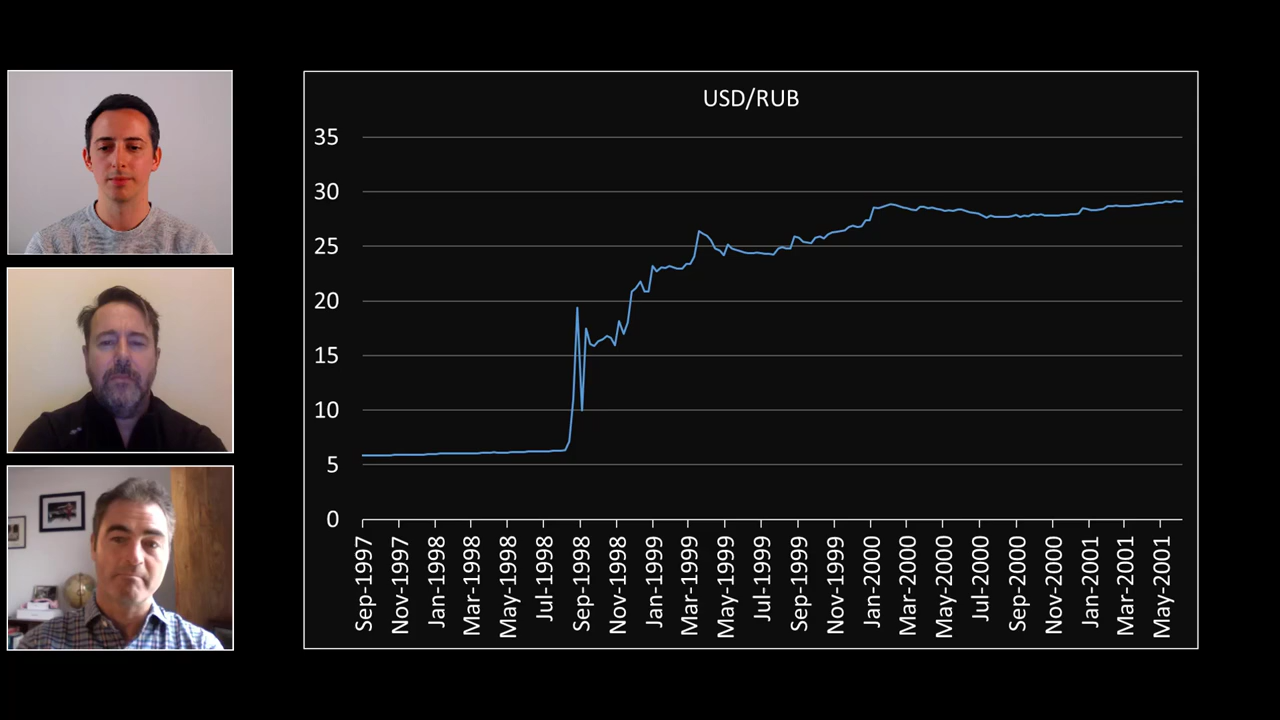 USD/RUB
35
30
25
20
15
10
5
0
Sep-1997
Nov-1997
Jan-1998
Mar-1998
May-1998
Jul-1998
Sep-1998
Nov-1998
Jan-1999
Mar-1999
May-1999
Jul-1999
Sep-1999
Nov-1999
Jan-2000
Mar-2000
May-2000
Jul-2000
Sep-2000
Nov-2000
Jan-2001
Mar-2001
May-2001